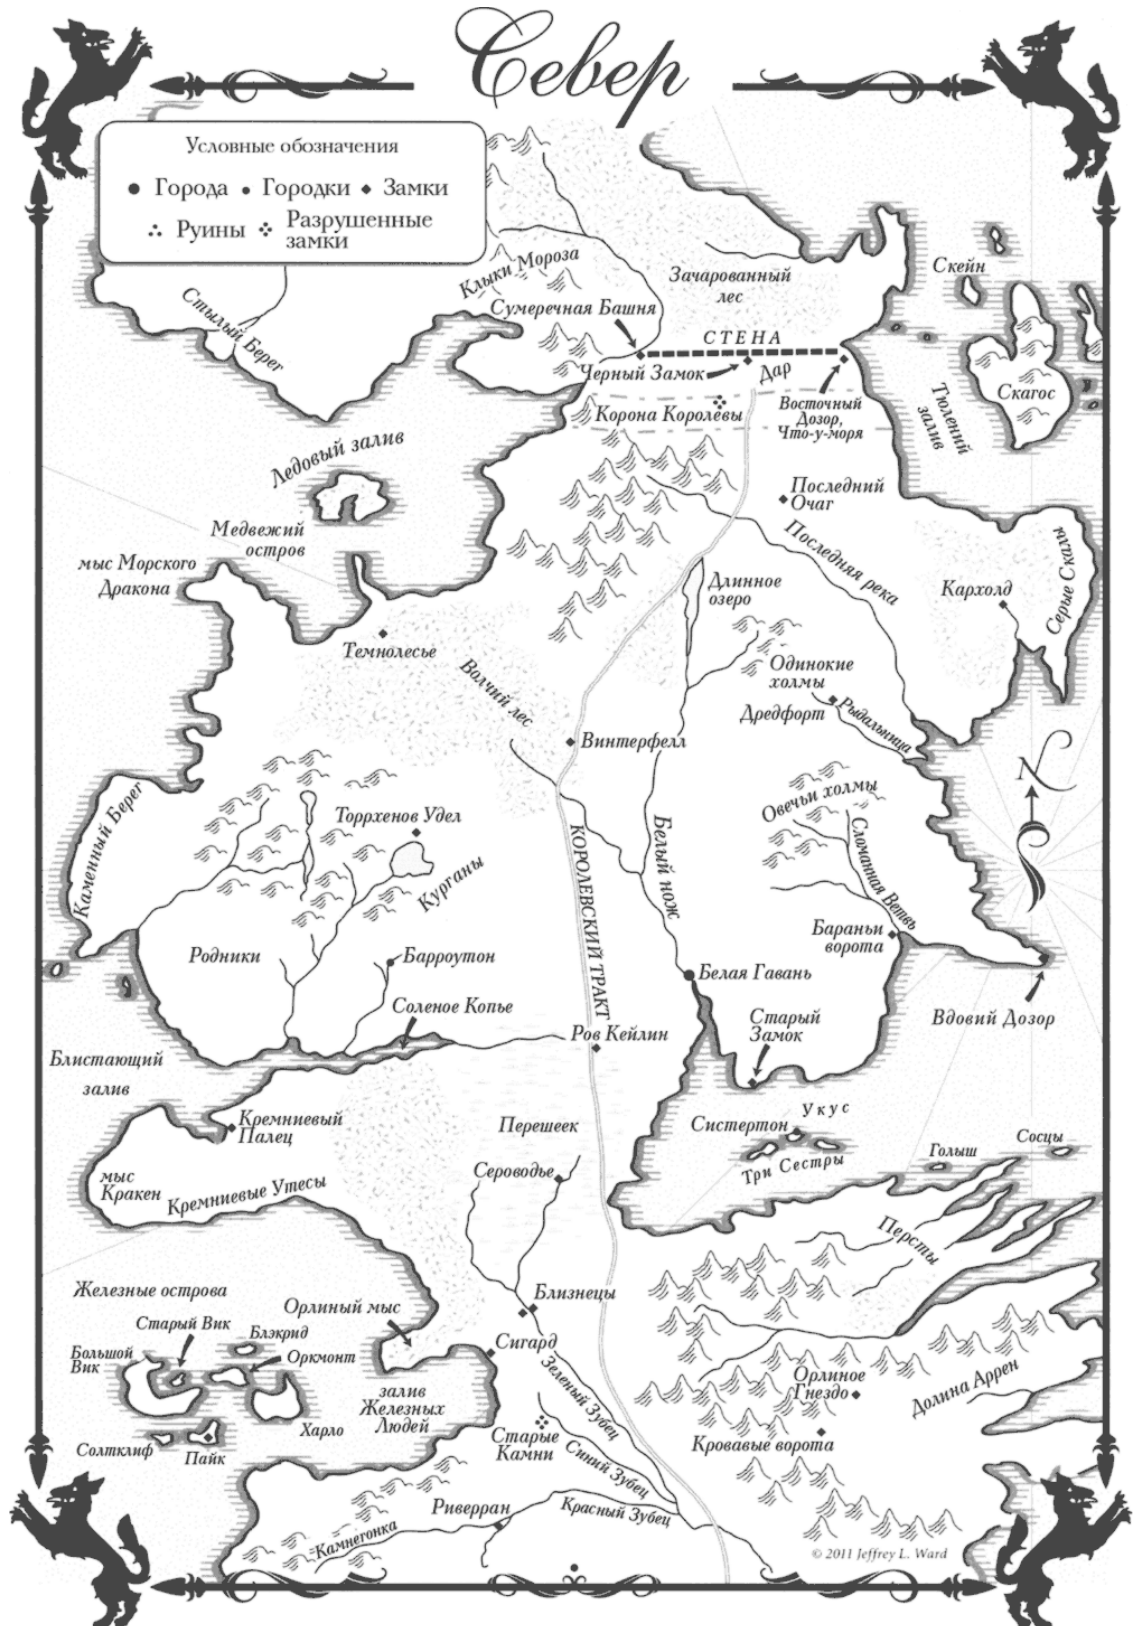 Север
Условные обозначения
Города
Городки
Замки
Руины
Разрушенные
замки
Клыки Мороза
Зачарованный
лес
Скейн
Стылый Берег
Сумеречная Башня
СТЕНА
Черный Замок
Дар
Корона Королевы
Восточный
Дозор,
Что-у-моря
Тюлений
залив
Скагос
Ледовый залив
Последний
Очаг
Медвежий
остров
мыс Морского
Дракона
Последняя река
Длинное
озеро
Кархолд
Серые Скалы
Темнолесье
Волчий лес
Одинокие
холмы
Дредфорт
Рыдальница
Винтерфелл
N
Каменный Берег
Торрхенов Удел
Курганы
КОРОЛЕВСКИЙ ТРАКТ
Белый нож
Овечьи холмы
Сломанная Ветвь
Бараньи
ворота
Родники
Барроутон
Белая Гавань
Соленое Копье
Старый
Замок
Вдовий Дозор
Ров Кейлин
Блистающий
залив
Кремниевый
Палец
Перешеек
Укус
Систертон
Три Сестры
Голыш
Сосцы
мыс
Кракен
Кремниевые Утесы
Сероводье
Персты
Железные острова
Орлиный мыс
Близнецы
Старый Вик
Блэкрид
Большой
Вик
Оркмонт
Сигард
Зеленый Зубец
залив
Железных
Людей
Орлиное
Гнездо
Долина Аррен
Харло
Солтклиф
Пайк
Старые
Камни
Синий Зубец
Кровавые ворота
Риверран
Красный Зубец
Камнегонка
© 2011 Jeffrey L. Ward